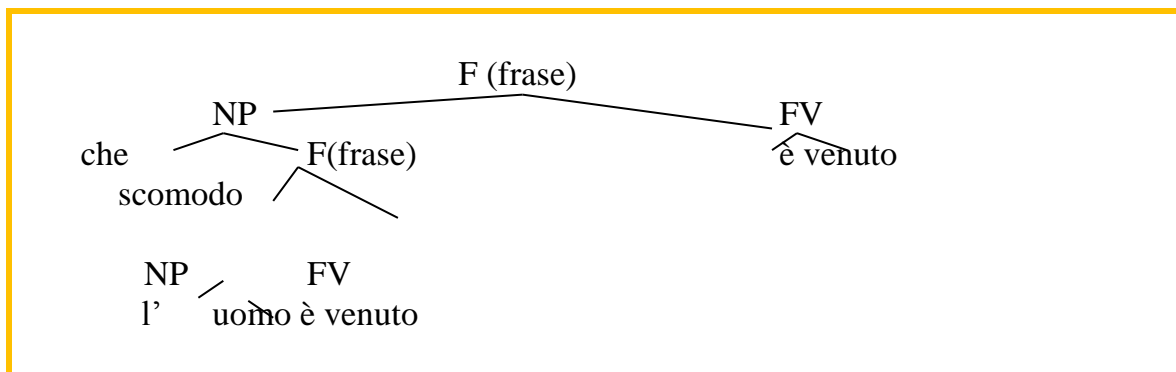 F (frase)
NP FV
che F(frase) è venuto
scomodo
NP FV
l’ uomo è venuto